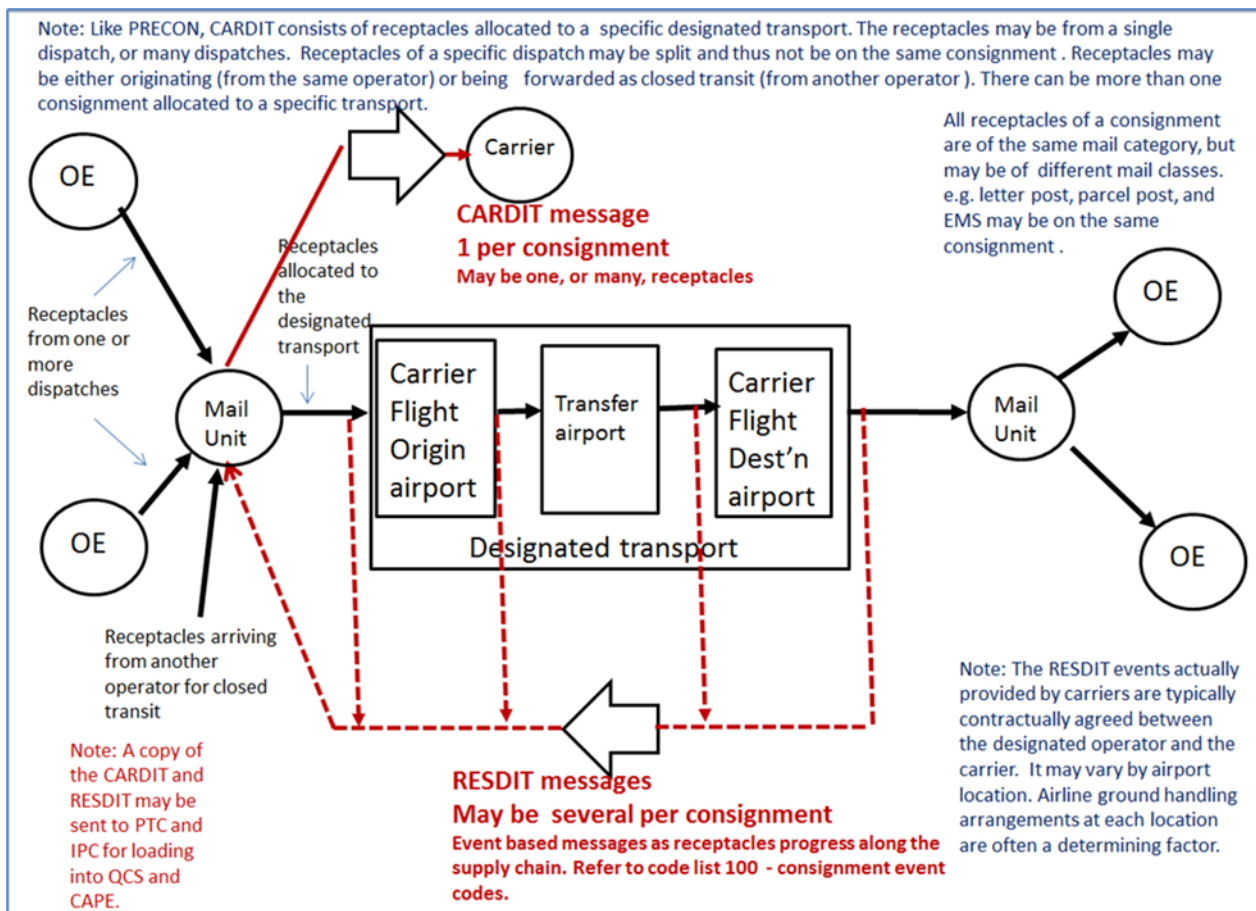 Note: Like PRECON, CARDIT consists of receptacles allocated to a  specific designated transport. The receptacles may be from a single
dispatch, or many dispatches.  Receptacles of a specific dispatch may be split and thus not be on the same consignment . Receptacles may
be either originating (from the same operator) or being   forwarded as closed transit (from another operator ). There can be more than one
consignment allocated to a specific transport.
All receptacles of a consignment
are of the same mail category, but
may be of  different mail classes.
e.g. letter post, parcel post, and
EMS may be on the same
consignment .
OE
Carrier
CARDIT message
1 per consignment
May be one, or many, receptacles
Receptacles
allocated to
the
designated
transport
Receptacles
from one or
more
dispatches
Mail
Unit
Carrier
Flight
Origin
airport
Transfer
airport
Carrier
Flight
Dest'n
airport
Designated transport
OE
Mail
Unit
OE
OE
Receptacles arriving
from another
operator for closed
transit
Note: A copy of
the CARDIT and
RESDIT may be
sent to PTC and
IPC for loading
into QCS and
CAPE.
RESDIT messages
May be  several per consignment
Event based messages as receptacles progress along the
supply chain. Refer to code list 100  - consignment event
codes.
Note: The RESDIT events actually
provided by carriers are typically
contractually agreed between
the designated operator and the
carrier.  It may vary by airport
location. Airline ground handling
arrangements at each location
are often a determining factor.